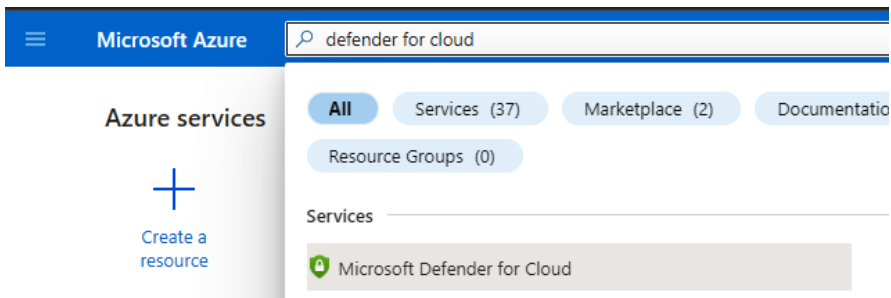 Microsoft Azure
defender for cloud
Azure services
All
Services (37)
Marketplace (2)
Documentatio
Resource Groups (0)
Services
Create a
resource
Microsoft Defender for Cloud